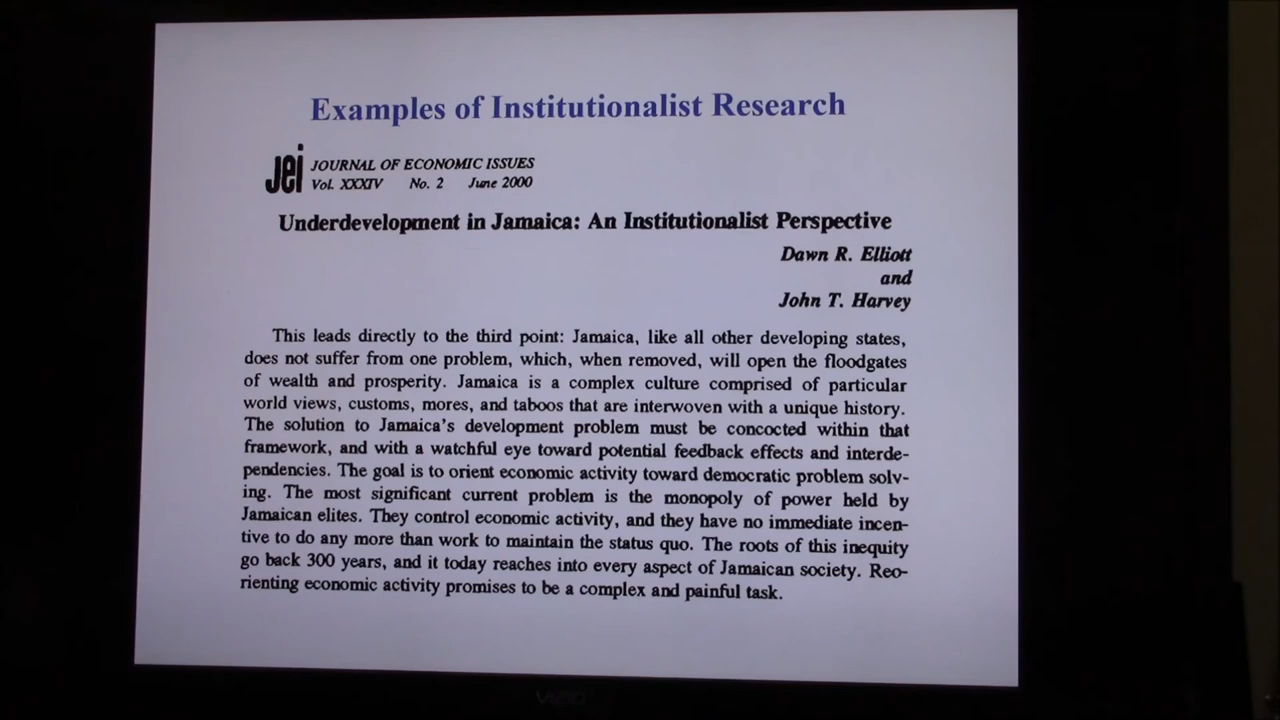 Examples of Institutionalist Research
jei JOURNAL OF ECONOMIC ISSUES
Vol. XXXIV No. 2 June 2000
Underdevelopment in Jamaica: An Institutionalist Perspective
Dawn R. Elliott
and
John T. Harvey
This leads directly to the third point: Jamaica, like all other developing states,
does not suffer from one problem, which, when removed, will open the floodgates
of wealth and prosperity. Jamaica is a complex culture comprised of particular
world views, customs, mores, and taboos that are interwoven with a unique history.
The solution to Jamaica's development problem must be concocted within that
framework, and with a watchful eye toward potential feedback effects and interde-
pendencies. The goal is to orient economic activity toward democratic problem solv-
ing. The most significant current problem is the monopoly of power held by
Jamaican elites. They control economic activity, and they have no immediate incen-
tive to do any more than work to maintain the status quo. The roots of this inequity
go back 300 years, and it today reaches into every aspect of Jamaican society. Reo-
rienting economic activity promises to be a complex and painful task.
VIZIO